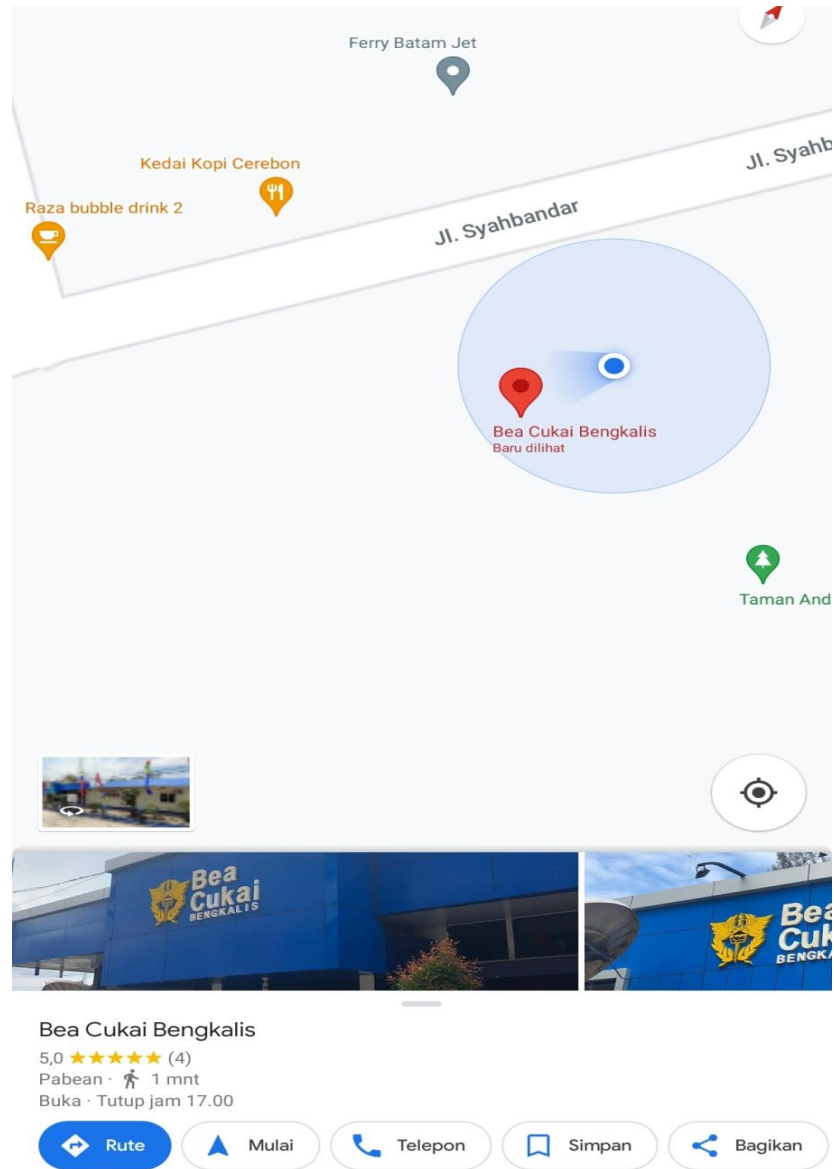 Ferry Batam Jet
Jl. Syahb
Kedai Kopi Cerebon
Raza bubble drink 2
Jl. Syahbandar
Bea Cukai Bengkalis
Baru dilihat
Taman And
Bea
Cukai
BENGKALIS
Bea
Cuk
BENGKA
Bea Cukai Bengkalis
5,0 ★★★★★ (4)
Pabean · 1 mnt
Buka · Tutup jam 17.00
Rute Mulai Telepon Simpan Bagikan